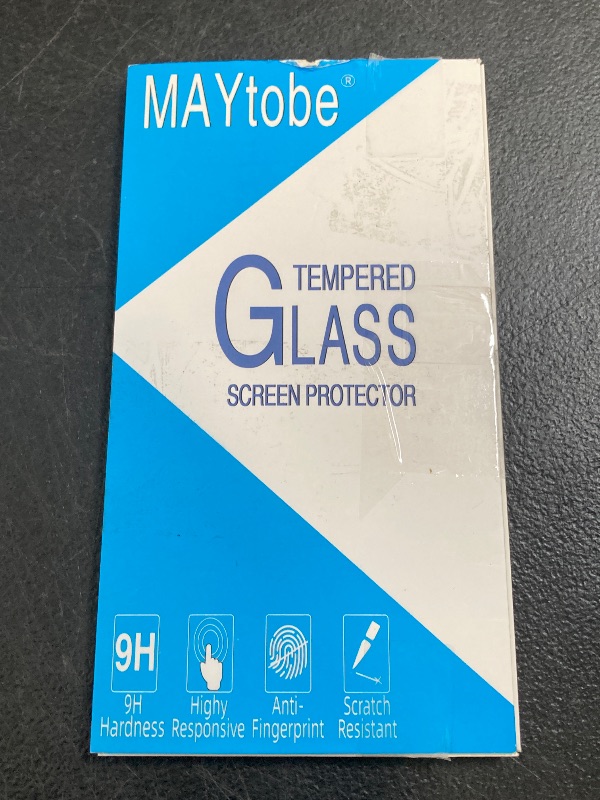 MAYtobe®
TEMPERED
GLASS
SCREEN PROTECTOR
9H
9H
Hardness
Highy
Responsive
Anti-
Fingerprint
Scratch
Resistant